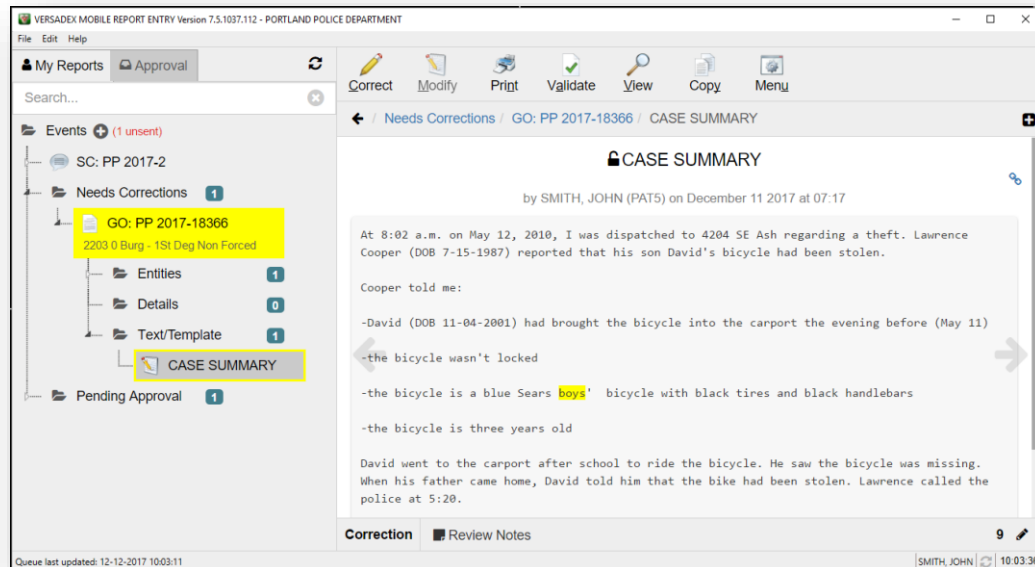 VERSADEX MOBILE REPORT ENTRY Version 7.5.1037.112 - PORTLAND POLICE DEPARTMENT
File Edit Help
My Reports Approval
Search...
Events (1 unsent)
SC: PP 2017-2
Needs Corrections 1
GO: PP 2017-18366
2203 0 Burg - 1St Deg Non Forced
Entities 1
Details 0
Text/Template 1
CASE SUMMARY
Pending Approval 1
Correct Modify Print Validate View Copy Menu
/ Needs Corrections / GO: PP 2017-18366 / CASE SUMMARY
CASE SUMMARY
by SMITH, JOHN (PAT5) on December 11 2017 at 07:17
At 8:02 a.m. on May 12, 2010, I was dispatched to 4204 SE Ash regarding a theft. Lawrence
Cooper (DOB 7-15-1987) reported that his son David's bicycle had been stolen.
Cooper told me:
-David (DOB 11-04-2001) had brought the bicycle into the carport the evening before (May 11)
-the bicycle wasn't locked
-the bicycle is a blue Sears boys' bicycle with black tires and black handlebars
-the bicycle is three years old
David went to the carport after school to ride the bicycle. He saw the bicycle was missing.
When his father came home, David told him that the bike had been stolen. Lawrence called the
police at 5:20.
Correction Review Notes 9
Queue last updated: 12-12-2017 10:03:11
SMITH, JOHN